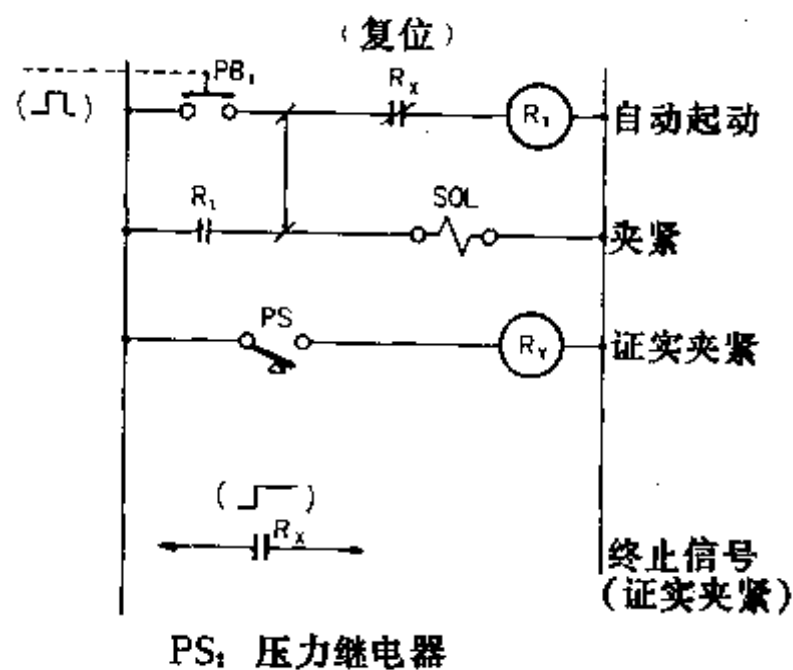 (复位)
PB₁
Rₓ
R₁
自动起动
R₁
SOL
夹紧
PS
Rᵧ
证实夹紧
Rₓ
终止信号
(证实夹紧)
PS: 压力继电器